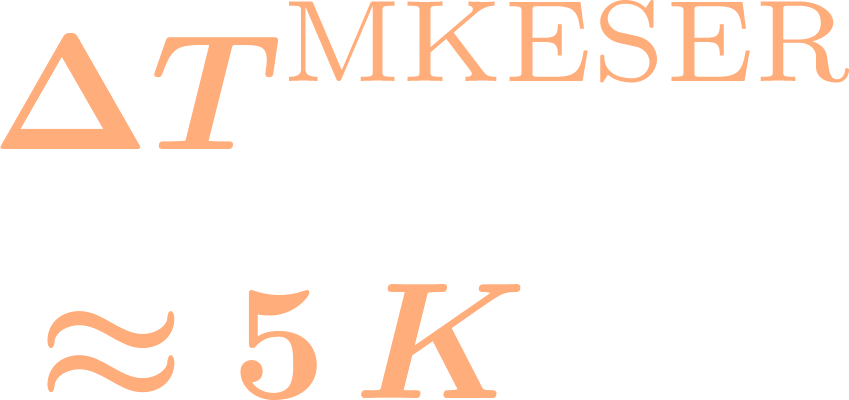 ΔT^MKESER
≈ 5 K